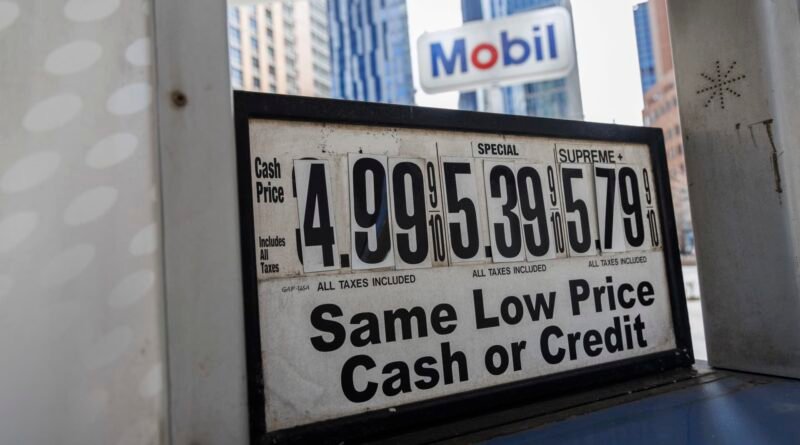 Mobil
Cash
Price
Includes
All
Taxes
4.99 9/10
SPECIAL
5.39 9/10
SUPREME +
5.79 9/10
ALL TAXES INCLUDED
ALL TAXES INCLUDED
ALL TAXES INCLUDED
Same Low Price
Cash or Credit